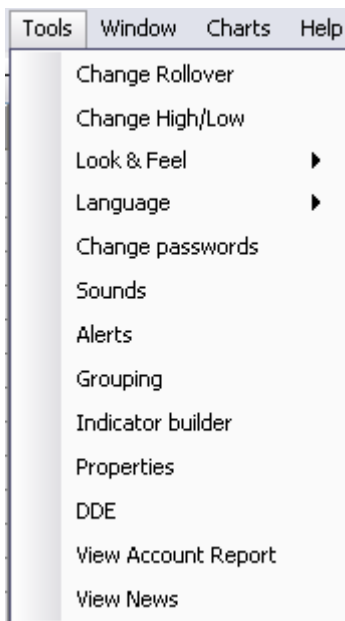 Tools Window Charts Help
Change Rollover
Change High/Low
Look & Feel
Language
Change passwords
Sounds
Alerts
Grouping
Indicator builder
Properties
DDE
View Account Report
View News